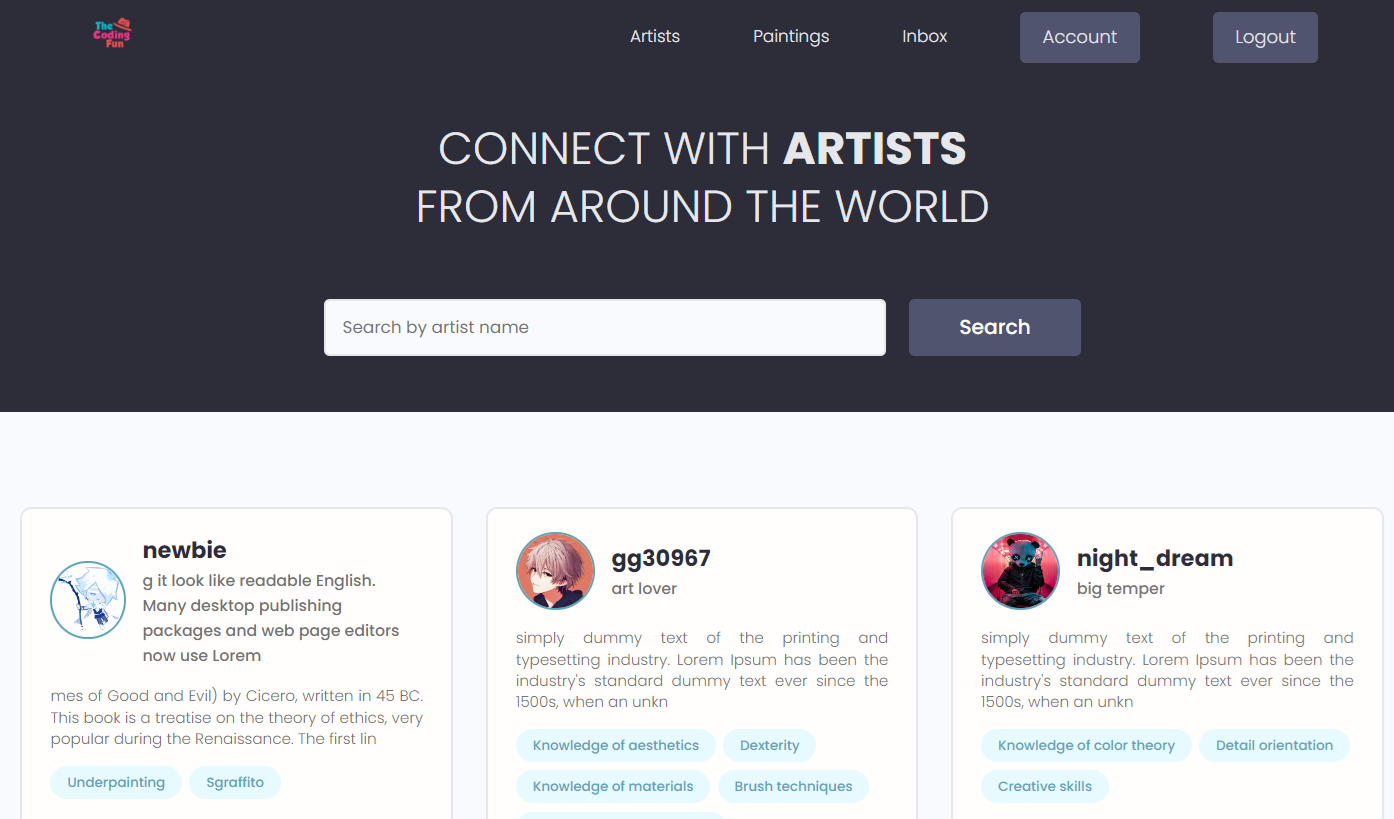 The
Coding
Fun
Artists
Paintings
Inbox
Account
Logout
CONNECT WITH ARTISTS
FROM AROUND THE WORLD
Search by artist name
Search
newbie
g it look like readable English.
Many desktop publishing
packages and web page editors
now use Lorem
mes of Good and Evil) by Cicero, written in 45 BC.
This book is a treatise on the theory of ethics, very
popular during the Renaissance. The first lin
Underpainting
Sgraffito
gg30967
art lover
simply dummy text of the printing and
typesetting industry. Lorem Ipsum has been the
industry's standard dummy text ever since the
1500s, when an unkn
Knowledge of aesthetics
Dexterity
Knowledge of materials
Brush techniques
night_dream
big temper
simply dummy text of the printing and
typesetting industry. Lorem Ipsum has been the
industry's standard dummy text ever since the
1500s, when an unkn
Knowledge of color theory
Detail orientation
Creative skills